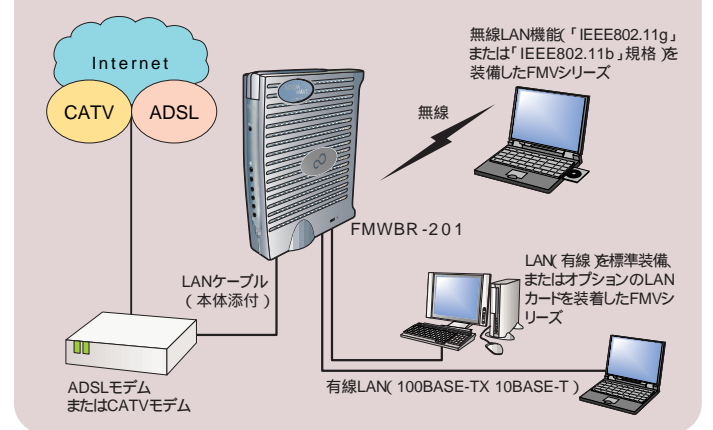 Internet
CATV
ADSL
無線LAN機能(「IEEE802.11g」
または「IEEE802.11b」規格)を
装備したFMVシリーズ
無線
FMWBR-201
LANケーブル
(本体添付)
LAN(有線)を標準装備、
またはオプションのLAN
カードを装着したFMVシ
リーズ
ADSLモデム
またはCATVモデム
有線LAN(100BASE-TX 10BASE-T)